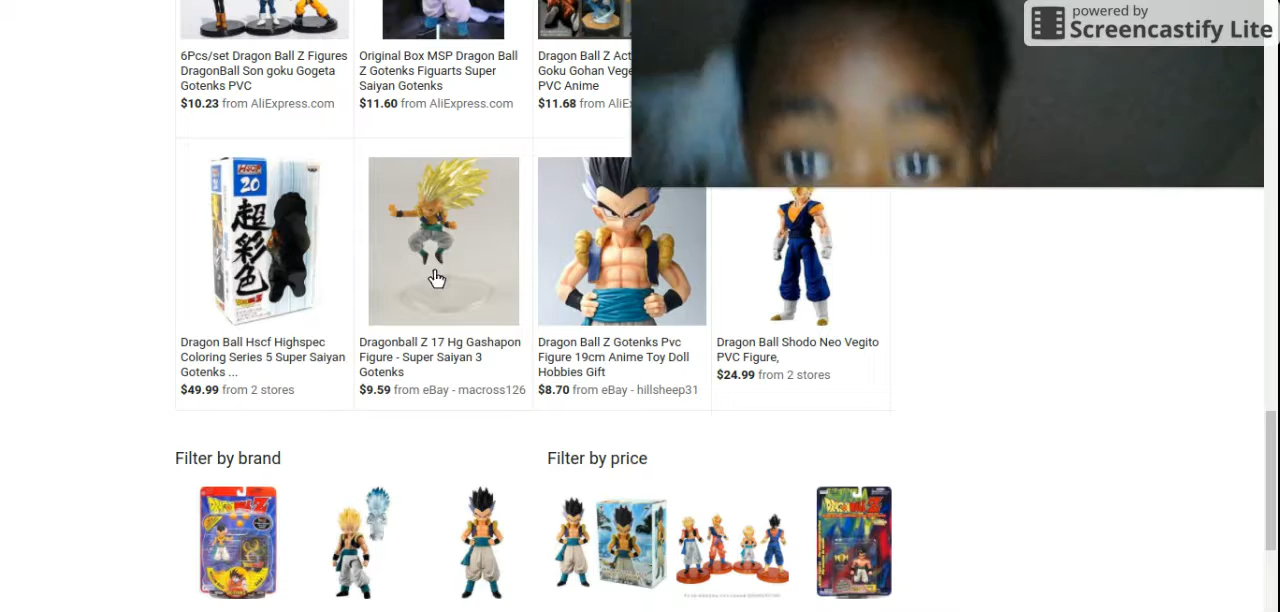 powered by
Screencastify Lite
6Pcs/set Dragon Ball Z Figures
DragonBall Son goku Gogeta
Gotenks PVC
$10.23 from AliExpress.com
Original Box MSP Dragon Ball
Z Gotenks Figuarts Super
Saiyan Gotenks
$11.60 from AliExpress.com
Dragon Ball Z Act
Goku Gohan Vege
PVC Anime
$11.68 from AliE
20
超彩色
Dragon Ball Hscf Highspec
Coloring Series 5 Super Saiyan
Gotenks ...
$49.99 from 2 stores
Dragonball Z 17 Hg Gashapon
Figure - Super Saiyan 3
Gotenks
$9.59 from eBay - macross126
Dragon Ball Z Gotenks Pvc
Figure 19cm Anime Toy Doll
Hobbies Gift
$8.70 from eBay - hillsheep31
Dragon Ball Shodo Neo Vegito
PVC Figure,
$24.99 from 2 stores
Filter by brand
Filter by price